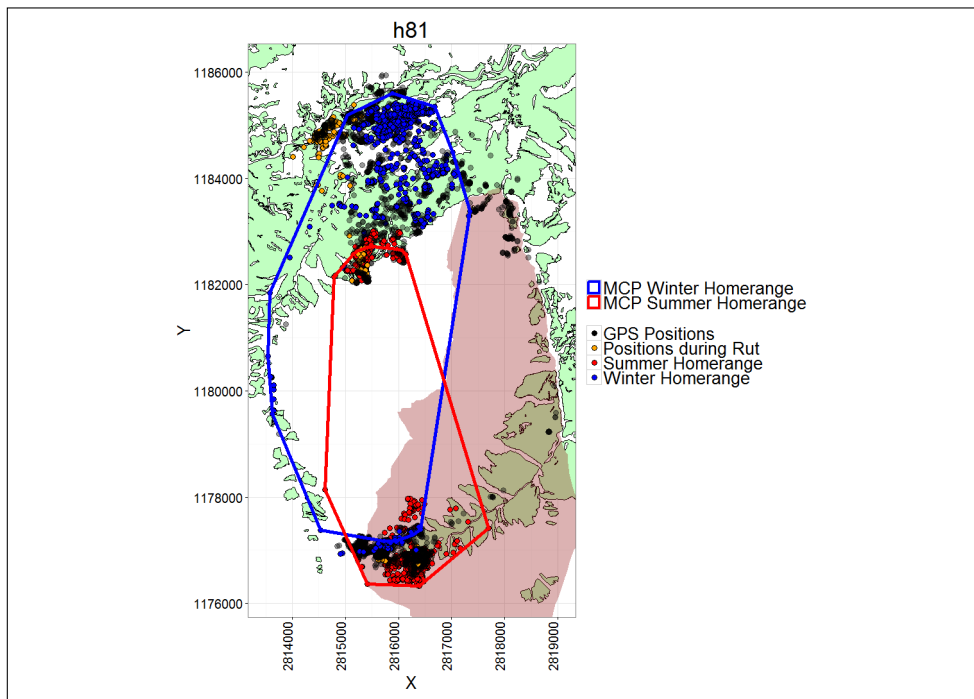 h81
1186000
1184000
1182000
1180000
1178000
1176000
Y
2814000
2815000
2816000
2817000
2818000
2819000
X
MCP Winter Homerange
MCP Summer Homerange
GPS Positions
Positions during Rut
Summer Homerange
Winter Homerange